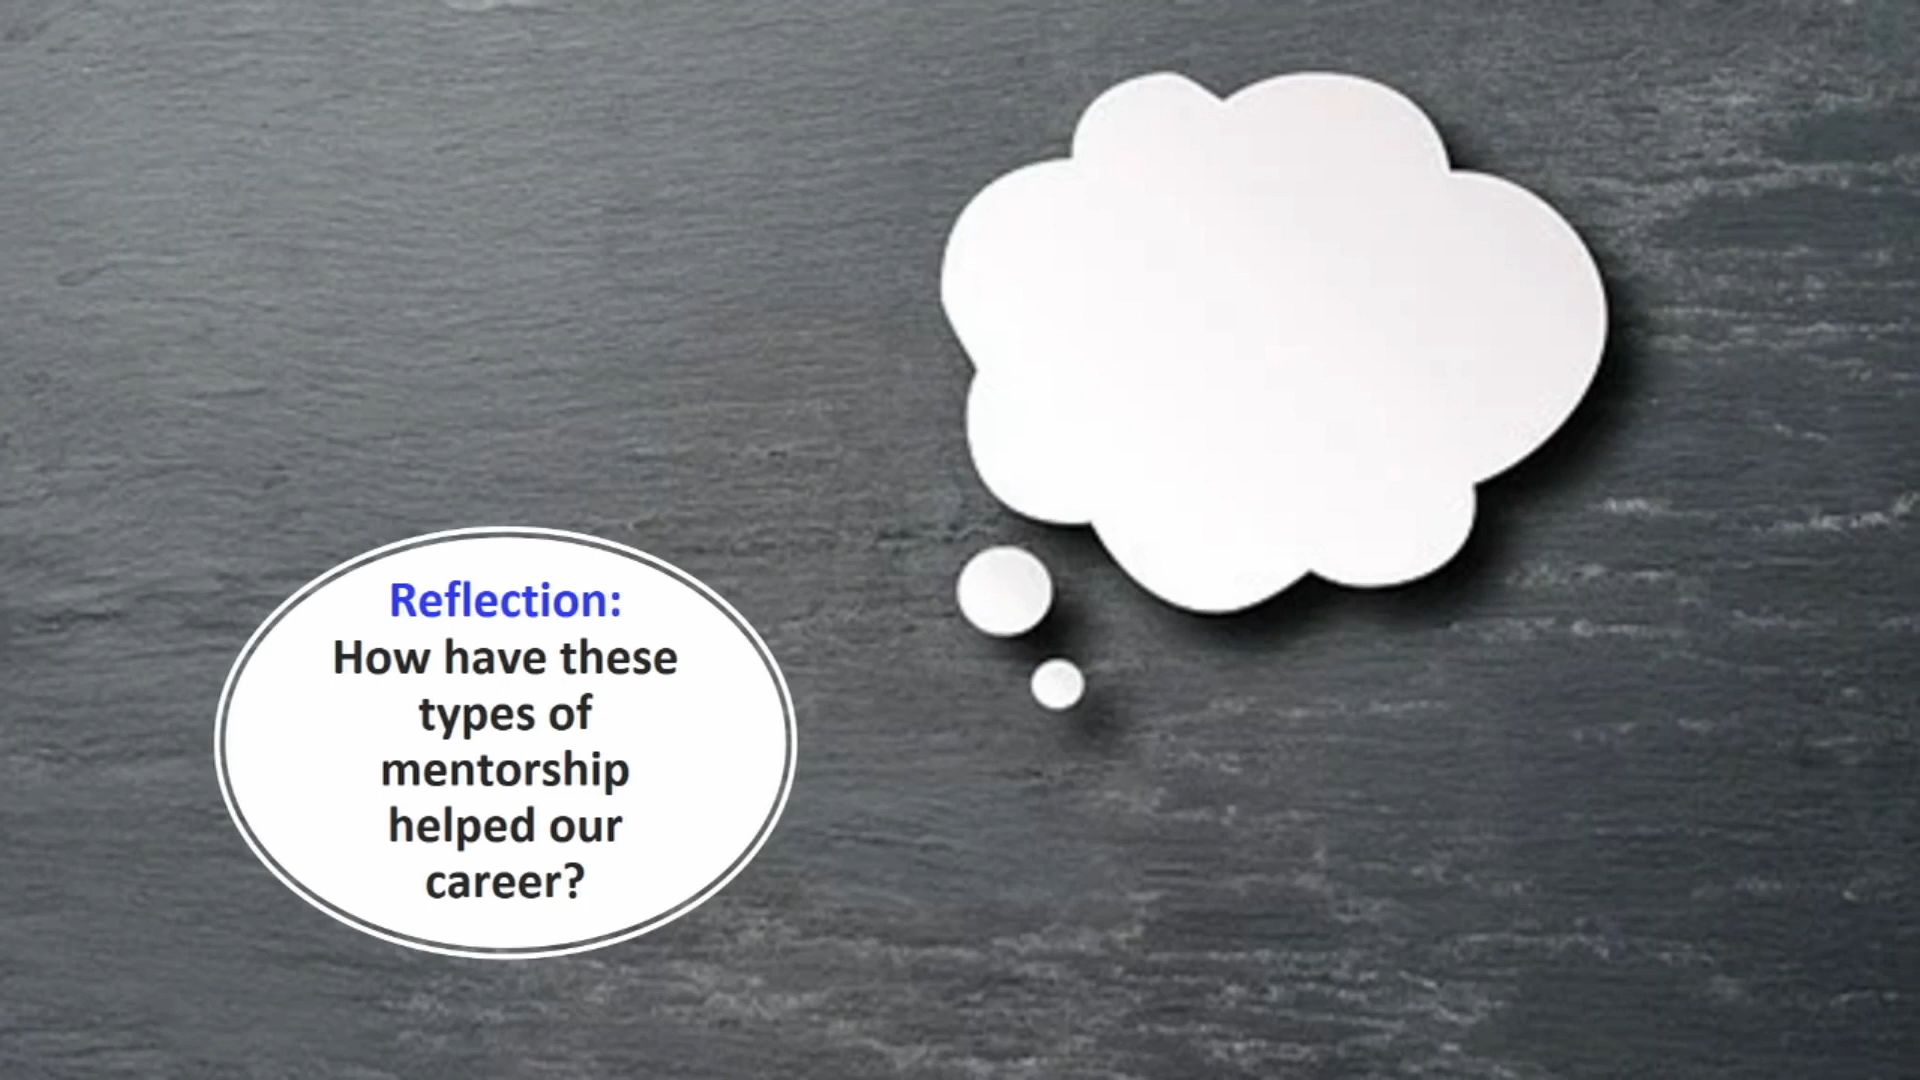 Reflection:
How have these
types of
mentorship
helped our
career?